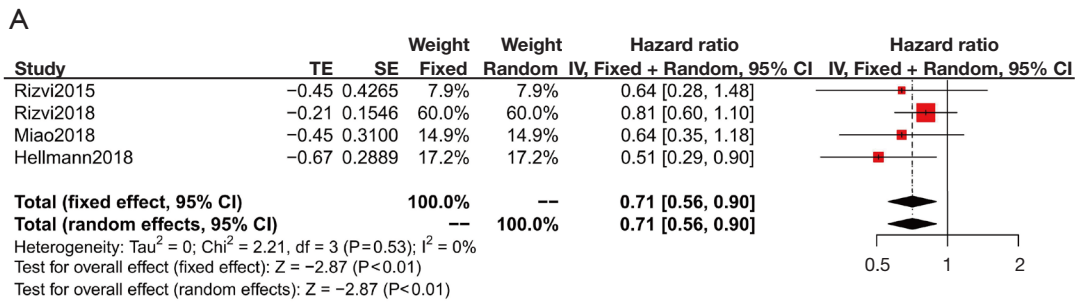 A
Weight Weight Hazard ratio Hazard ratio
Study TE SE Fixed Random IV, Fixed + Random, 95% CI IV, Fixed + Random, 95% CI
Rizvi2015 −0.45 0.4265 7.9% 7.9% 0.64 [0.28, 1.48]
Rizvi2018 −0.21 0.1546 60.0% 60.0% 0.81 [0.60, 1.10]
Miao2018 −0.45 0.3100 14.9% 14.9% 0.64 [0.35, 1.18]
Hellmann2018 −0.67 0.2889 17.2% 17.2% 0.51 [0.29, 0.90]
Total (fixed effect, 95% CI) 100.0% −− 0.71 [0.56, 0.90]
Total (random effects, 95% CI) −− 100.0% 0.71 [0.56, 0.90]
Heterogeneity: Tau² = 0; Chi² = 2.21, df = 3 (P=0.53); I² = 0%
Test for overall effect (fixed effect): Z = −2.87 (P<0.01)
Test for overall effect (random effects): Z = −2.87 (P<0.01)
0.5 1 2